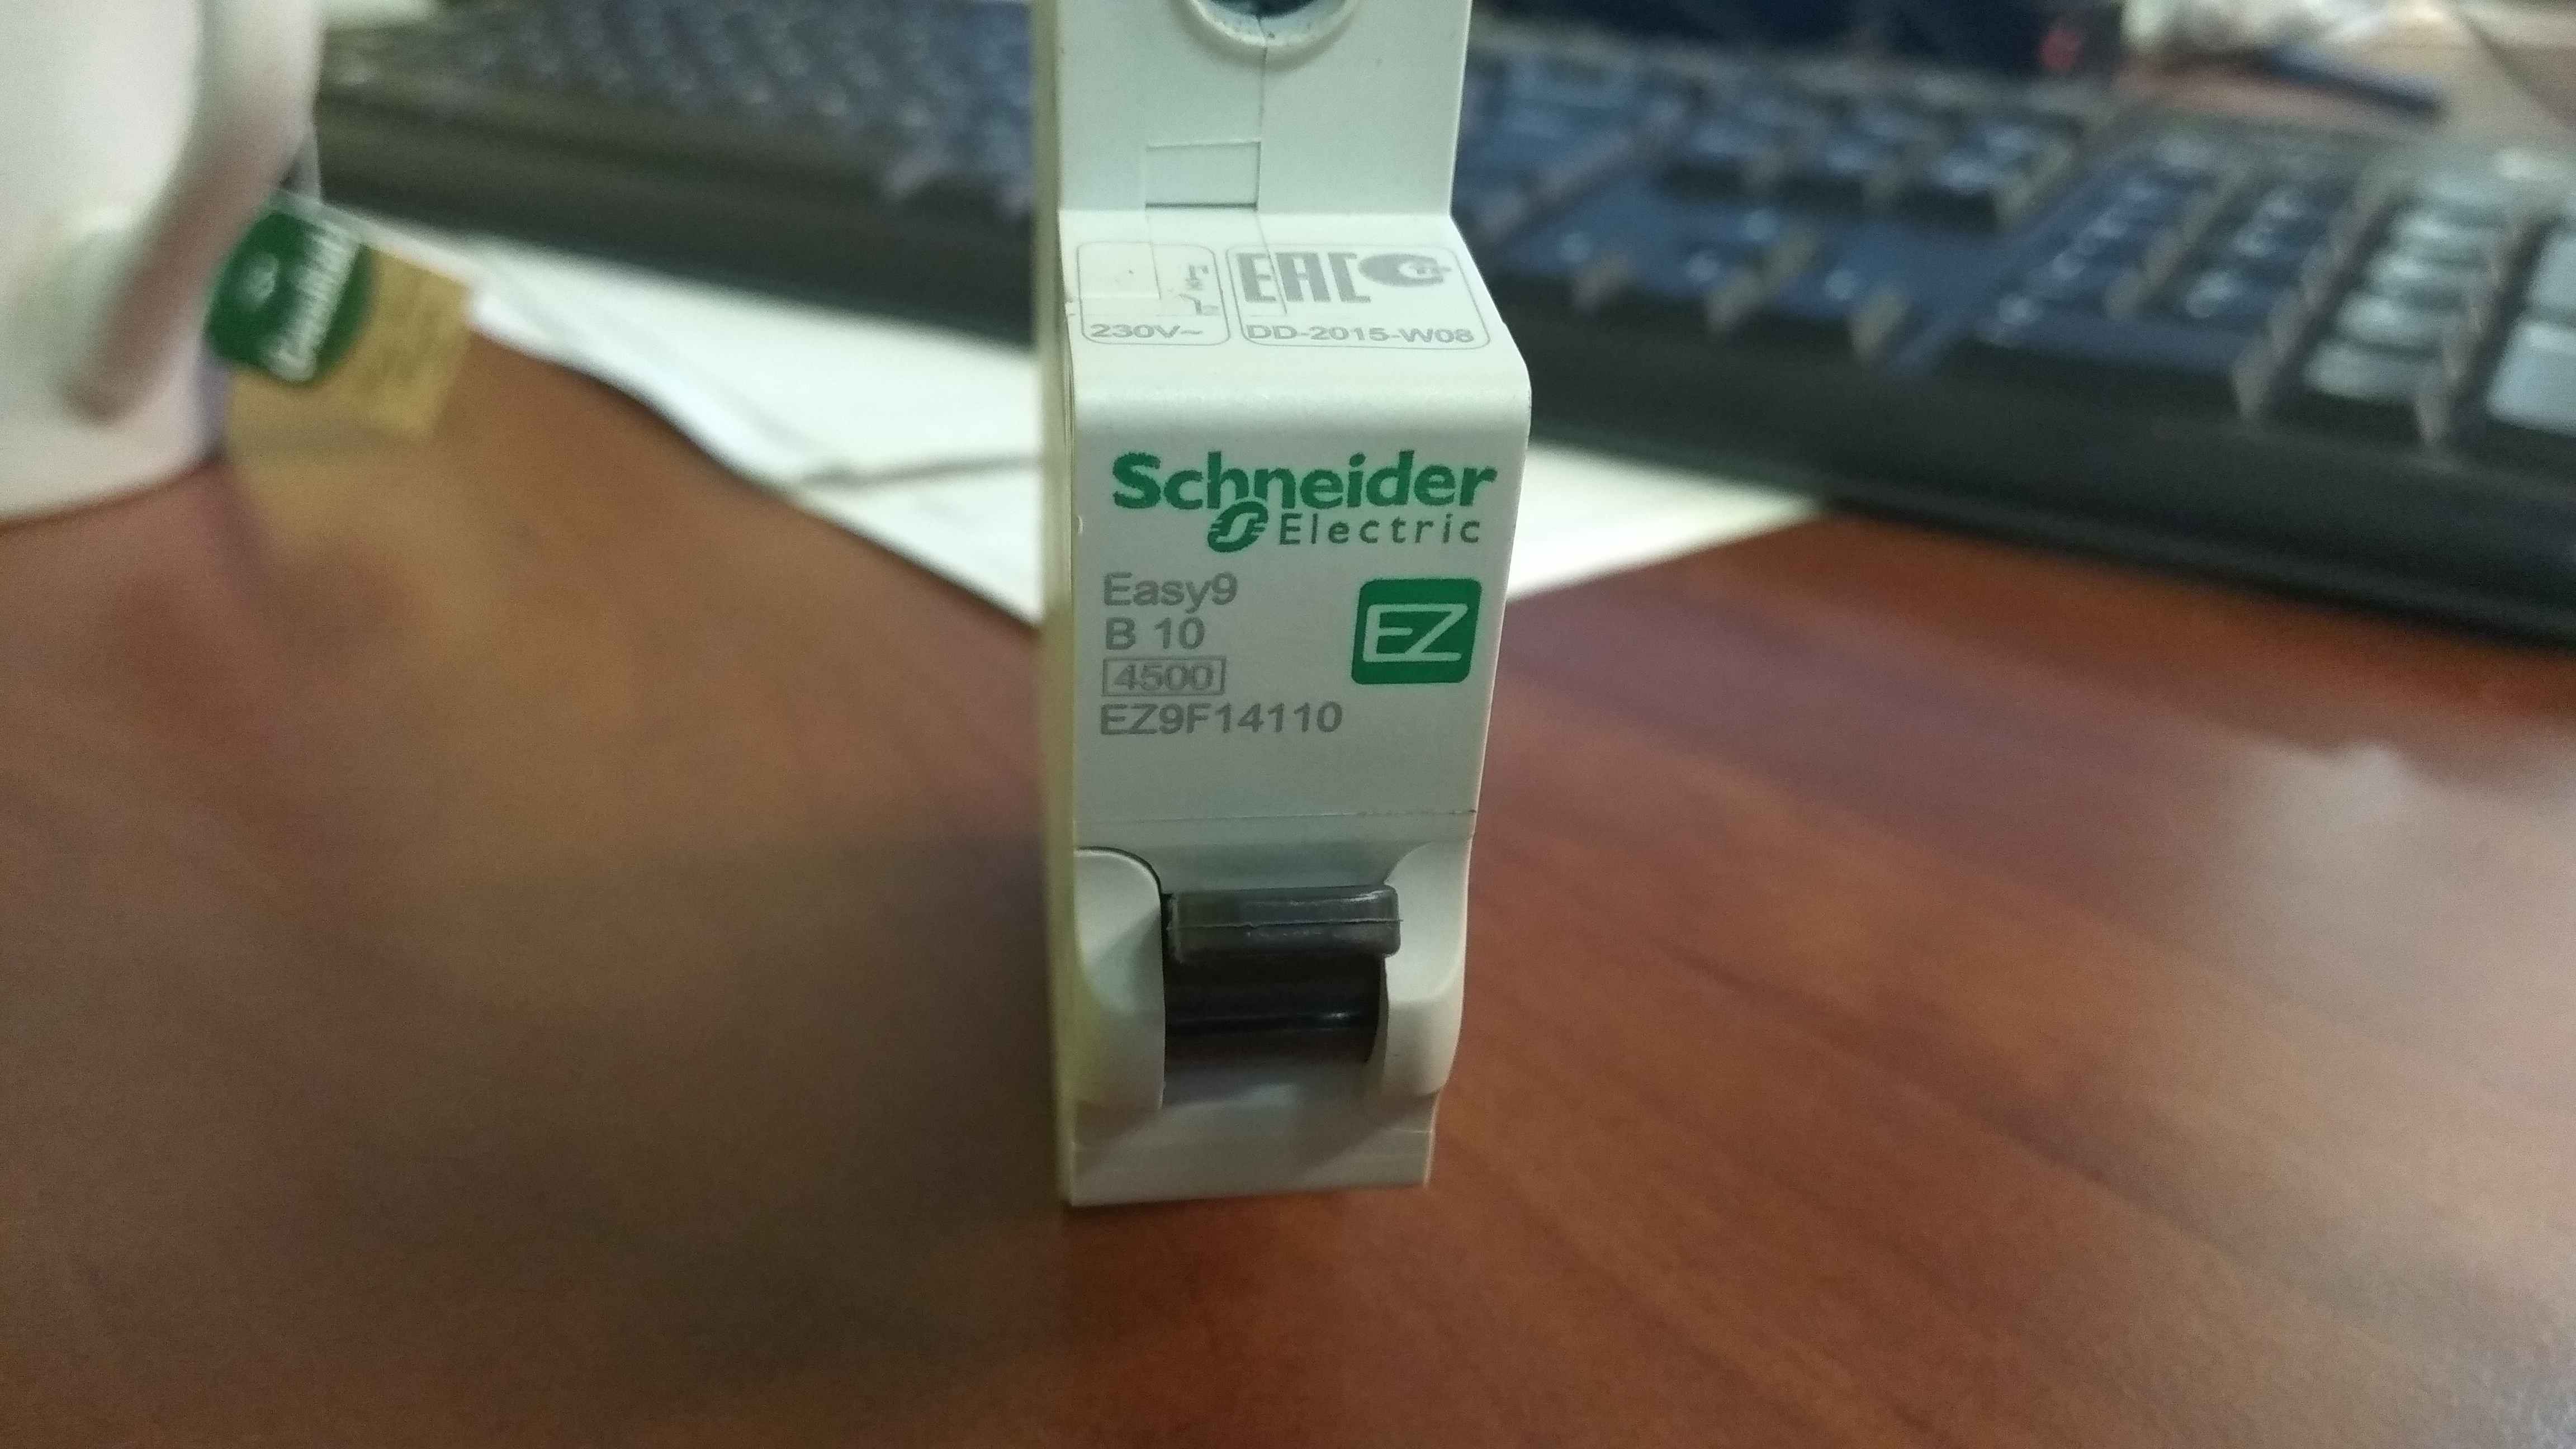 230V~
EAC
DD-2015-W08
Schneider
Electric
Easy9
B 10
4500
EZ9F14110
EZ